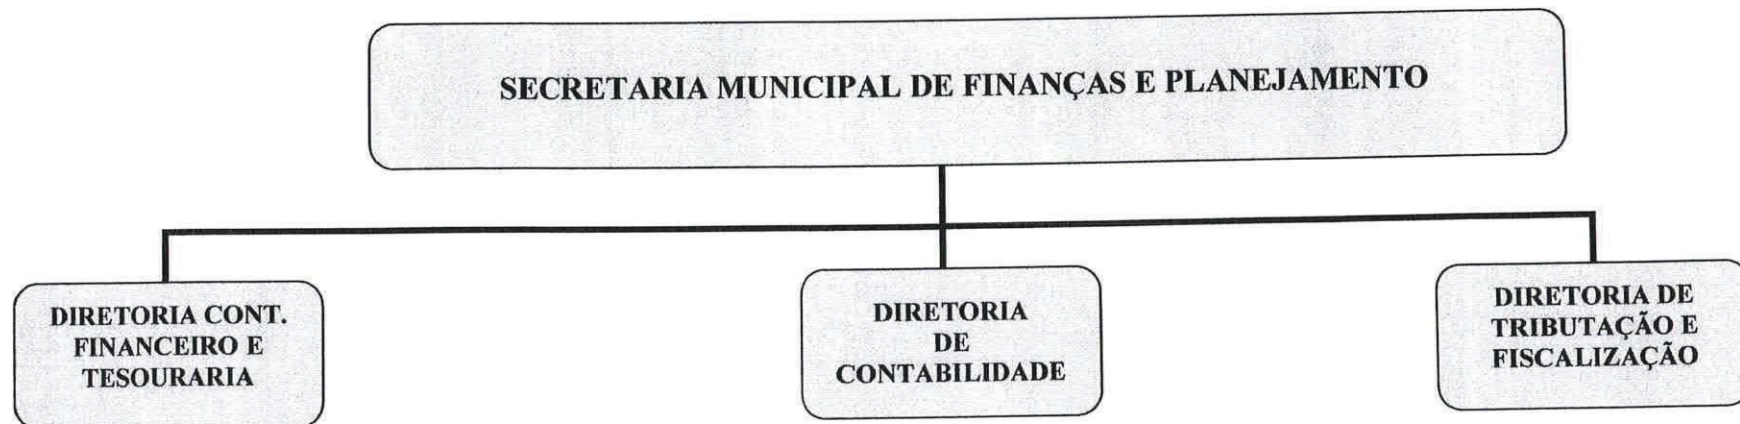 SECRETARIA MUNICIPAL DE FINANÇAS E PLANEJAMENTO
DIRETORIA CONT.
FINANCEIRO E
TESOURARIA
DIRETORIA
DE
CONTABILIDADE
DIRETORIA DE
TRIBUTAÇÃO E
FISCALIZAÇÃO